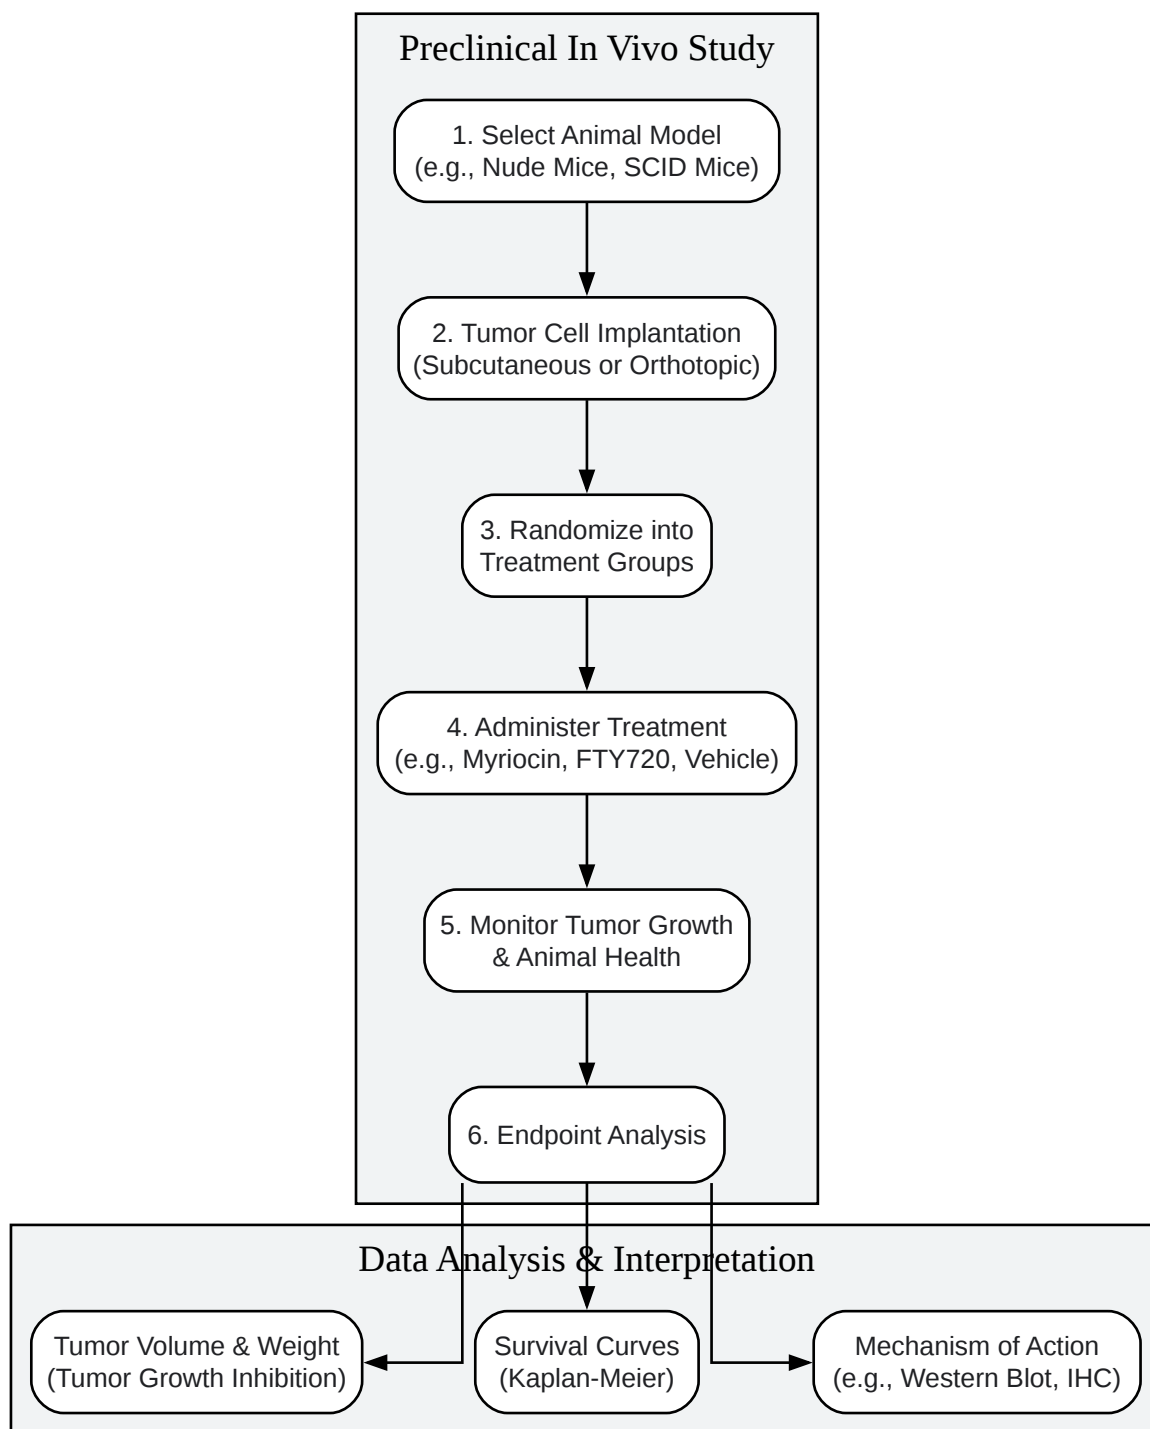 Preclinical In Vivo Study
1. Select Animal Model
(e.g., Nude Mice, SCID Mice)
2. Tumor Cell Implantation
(Subcutaneous or Orthotopic)
3. Randomize into
Treatment Groups
4. Administer Treatment
(e.g., Myriocin, FTY720, Vehicle)
5. Monitor Tumor Growth
& Animal Health
6. Endpoint Analysis
Data Analysis & Interpretation
Tumor Volume & Weight
(Tumor Growth Inhibition)
Survival Curves
(Kaplan-Meier)
Mechanism of Action
(e.g., Western Blot, IHC)